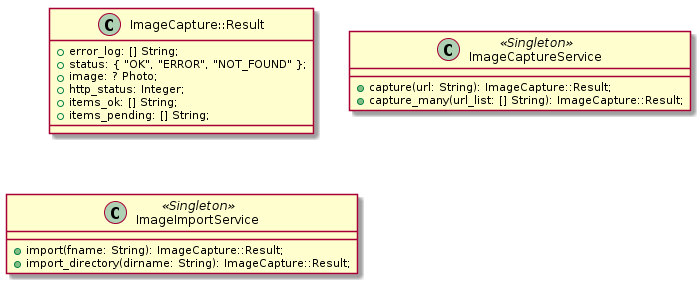 C ImageCapture::Result
error_log: [] String;
status: { "OK", "ERROR", "NOT_FOUND" };
image: ? Photo;
http_status: Integer;
items_ok: [] String;
items_pending: [] String;
C «Singleton»
ImageCaptureService
capture(url: String): ImageCapture::Result;
capture_many(url_list: [] String): ImageCapture::Result;
C «Singleton»
ImageImportService
import(fname: String): ImageCapture::Result;
import_directory(dirname: String): ImageCapture::Result;